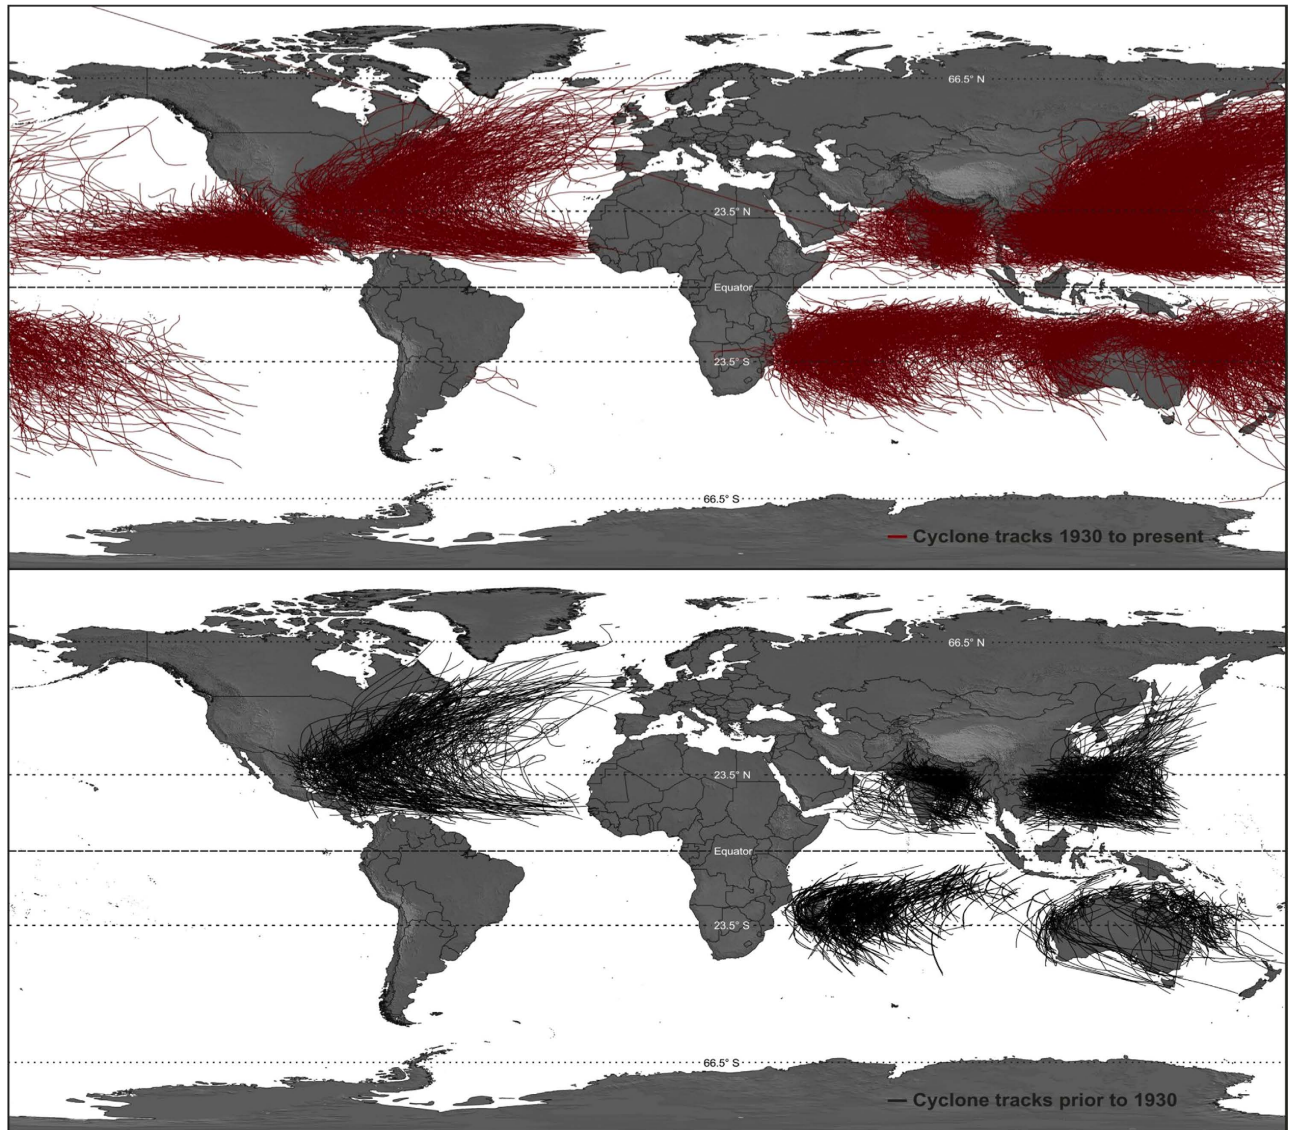 66.5° N
23.5° N
Equator
23.5° S
66.5° S
Cyclone tracks 1930 to present
66.5° N
23.5° N
Equator
23.5° S
66.5° S
Cyclone tracks prior to 1930